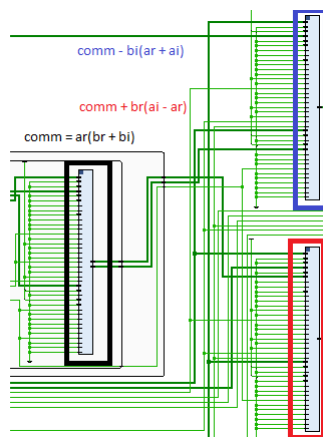 comm - bi(ar + ai)
comm + br(ai - ar)
comm = ar(br + bi)